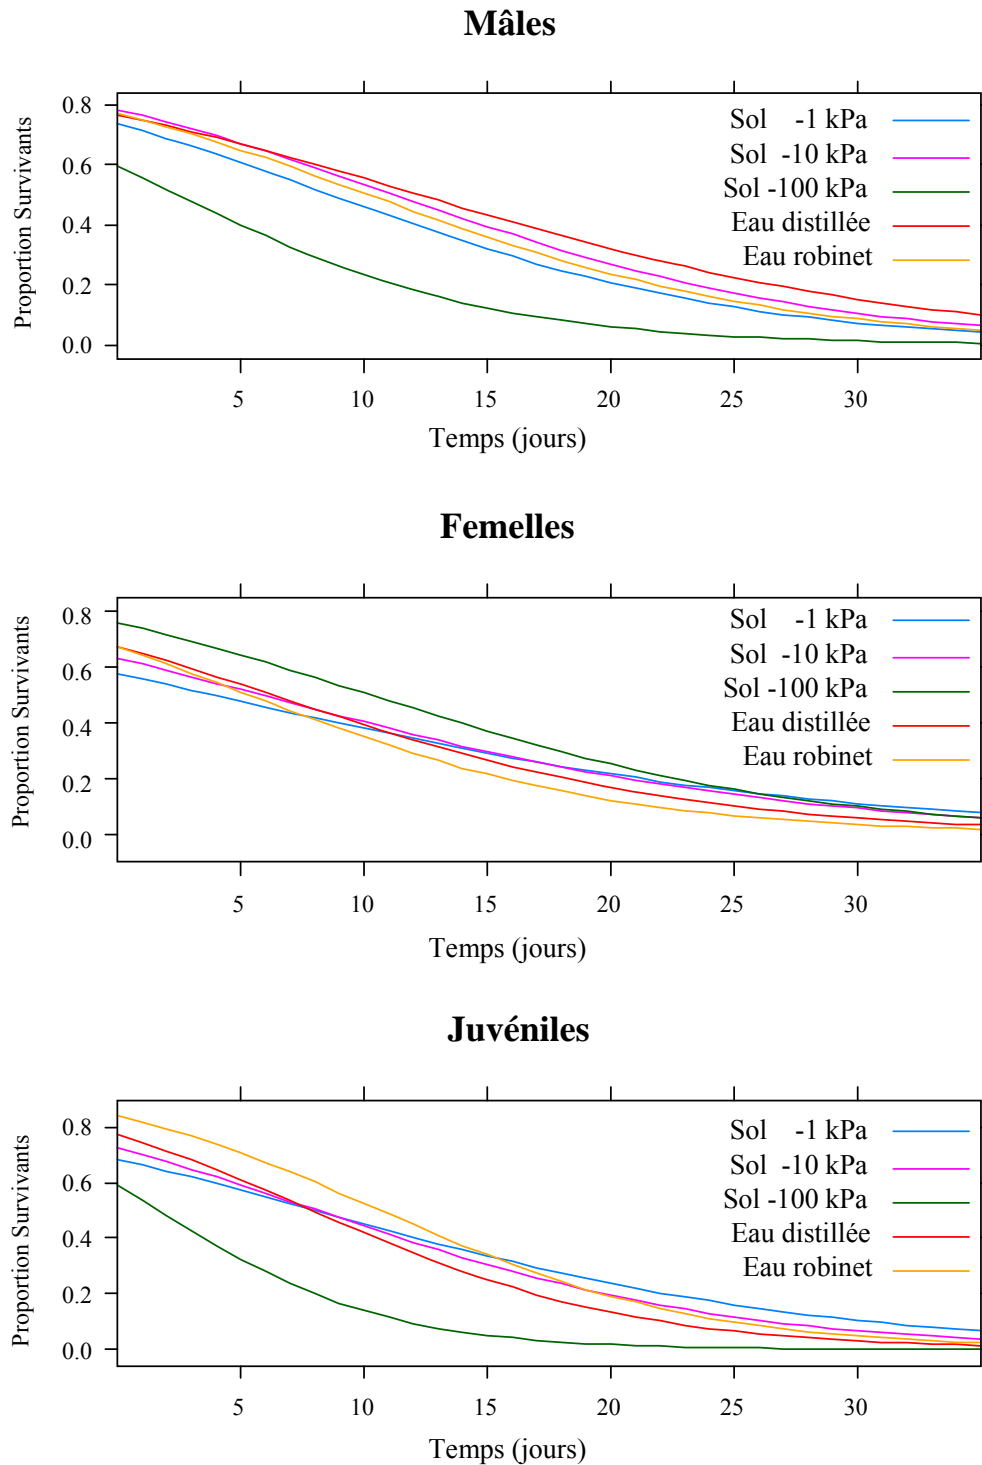 Mâles
Proportion Survivants
0.8
0.6
0.4
0.2
0.0
Sol -1 kPa
Sol -10 kPa
Sol -100 kPa
Eau distillée
Eau robinet
5 10 15 20 25 30
Temps (jours)
Femelles
Proportion Survivants
0.8
0.6
0.4
0.2
0.0
Sol -1 kPa
Sol -10 kPa
Sol -100 kPa
Eau distillée
Eau robinet
5 10 15 20 25 30
Temps (jours)
Juvéniles
Proportion Survivants
0.8
0.6
0.4
0.2
0.0
Sol -1 kPa
Sol -10 kPa
Sol -100 kPa
Eau distillée
Eau robinet
5 10 15 20 25 30
Temps (jours)